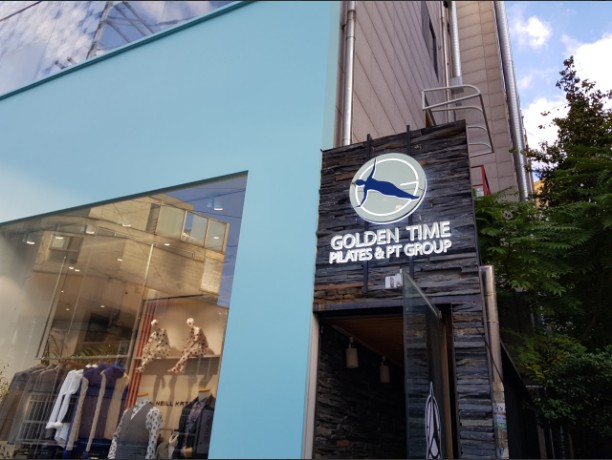 GOLDEN TIME
PILATES & PT GROUP